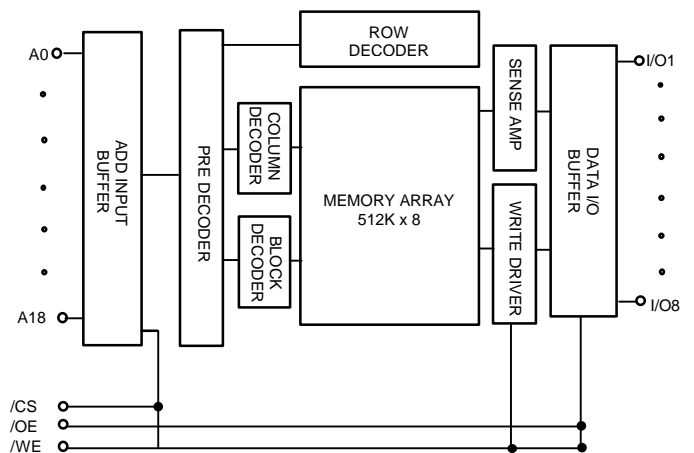 ROW
DECODER
A0
I/O1
ADD INPUT
BUFFER
PRE DECODER
COLUMN
DECODER
SENSE AMP
DATA I/O
BUFFER
MEMORY ARRAY
512K x 8
BLOCK
DECODER
WRITE DRIVER
A18
I/O8
/CS
/OE
/WE